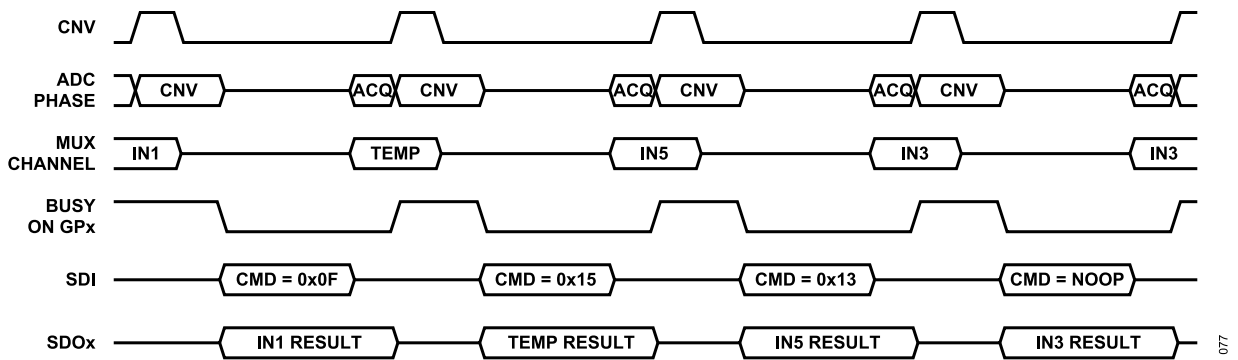 CNV
ADC
PHASE
CNV
ACQ
CNV
ACQ
CNV
ACQ
CNV
ACQ
MUX
CHANNEL
IN1
TEMP
IN5
IN3
IN3
BUSY
ON GPx
SDI
CMD = 0x0F
CMD = 0x15
CMD = 0x13
CMD = NOOP
SDOx
IN1 RESULT
TEMP RESULT
IN5 RESULT
IN3 RESULT
077